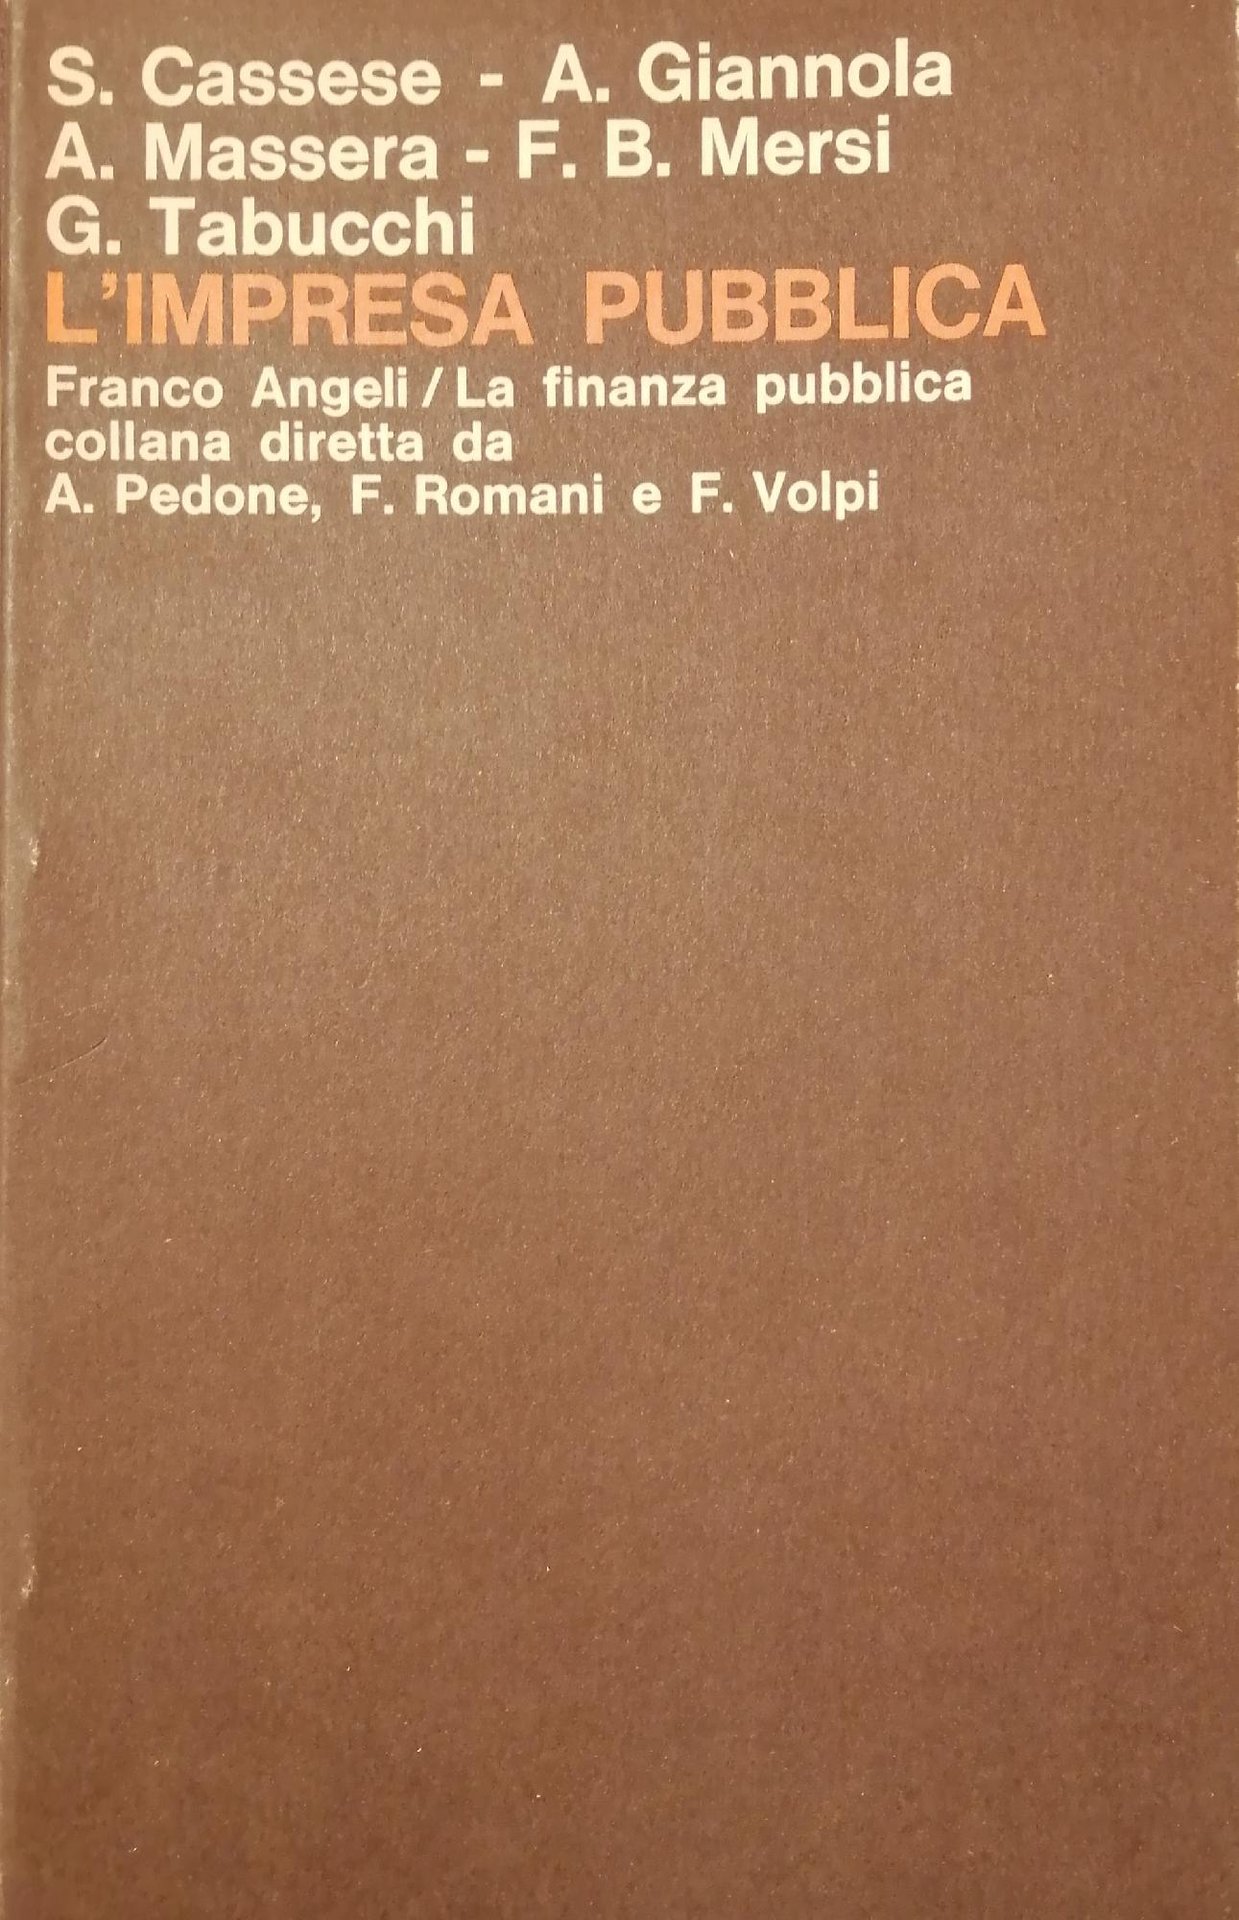 S. Cassese - A. Giannola
A. Massera - F. B. Mersi
G. Tabucchi
L'IMPRESA PUBBLICA
Franco Angeli / La finanza pubblica
collana diretta da
A. Pedone, F. Romani e F. Volpi